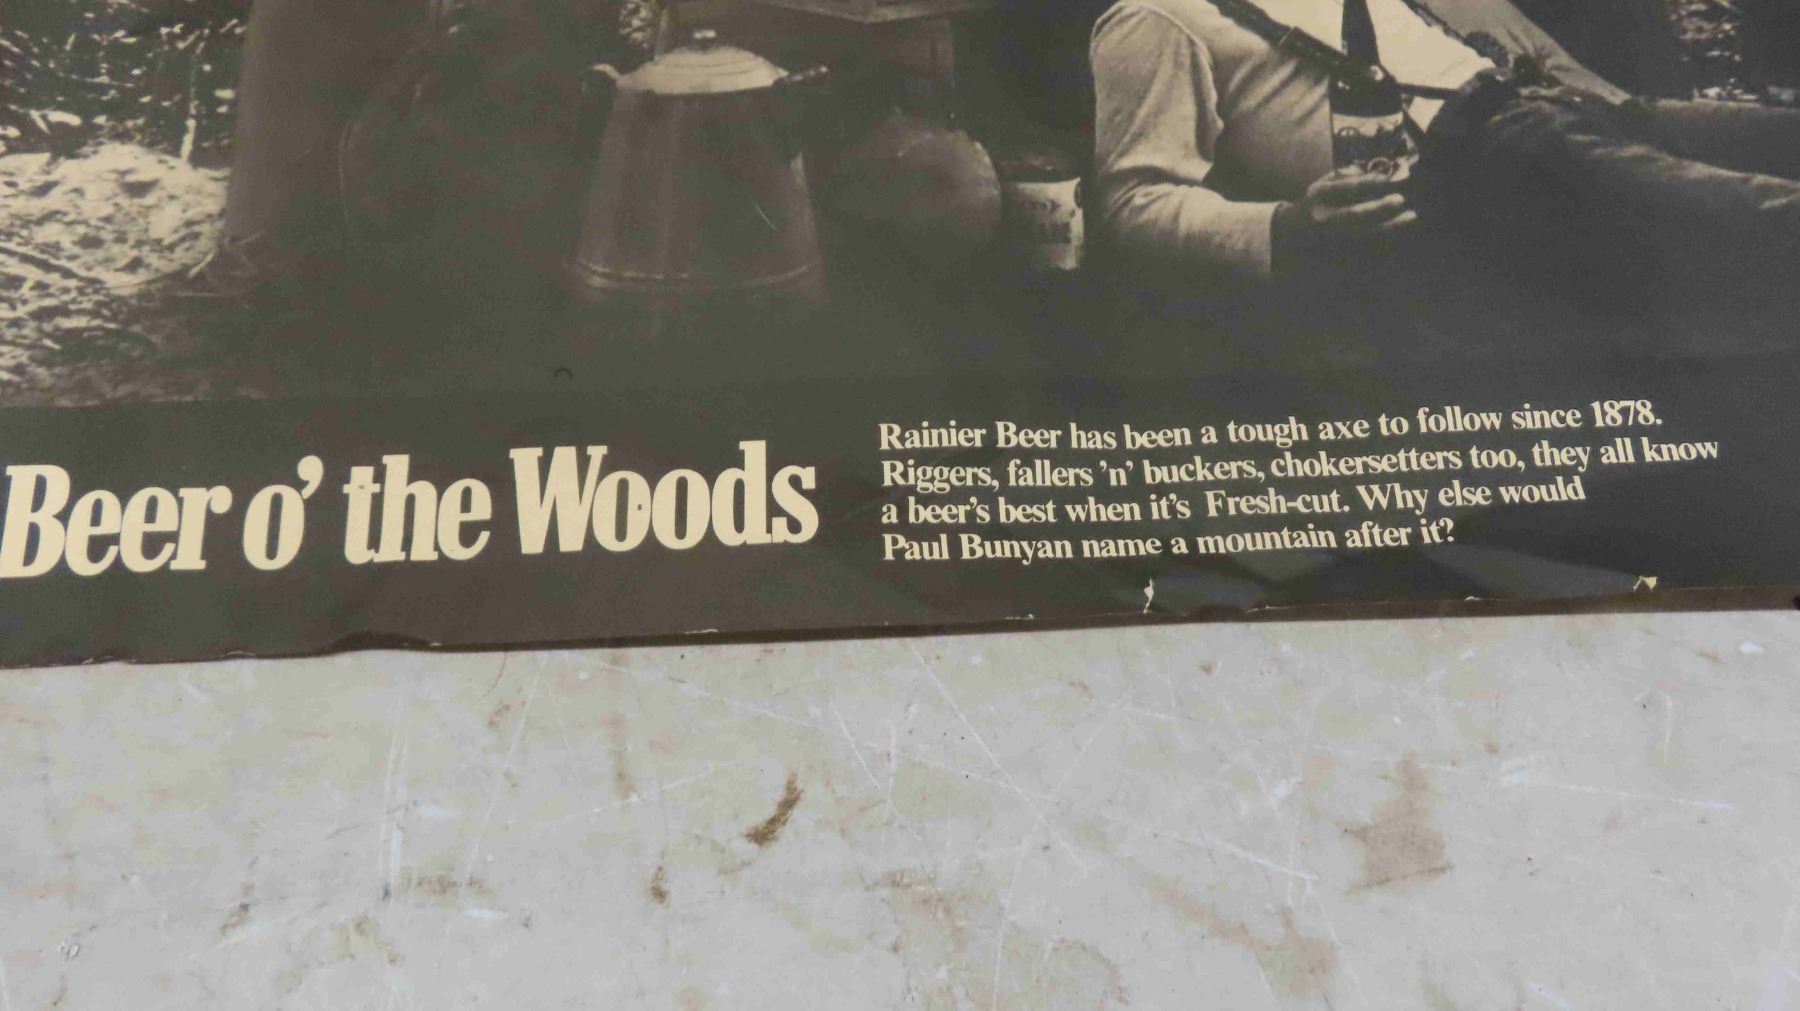 Beer o' the Woods
Rainier Beer has been a tough axe to follow since 1878.
Riggers, fallers 'n' buckers, chokersetters too, they all know
a beer's best when it's Fresh-cut. Why else would
Paul Bunyan name a mountain after it?